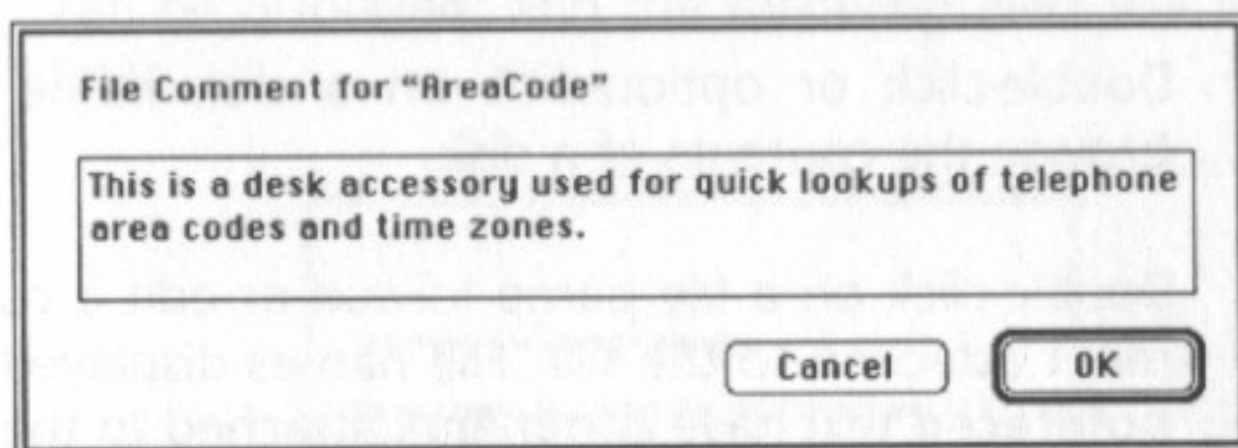 File Comment for "AreaCode"
This is a desk accessory used for quick lookups of telephone
area codes and time zones.
Cancel OK